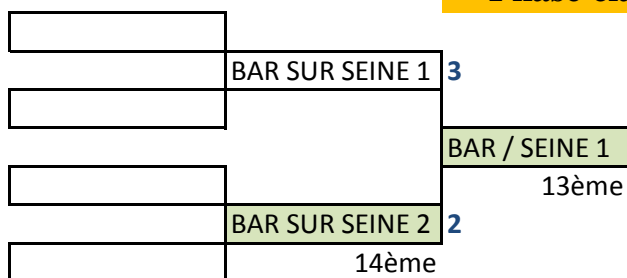 BAR SUR SEINE 1 3
BAR / SEINE 1
13ème
BAR SUR SEINE 2 2
14ème